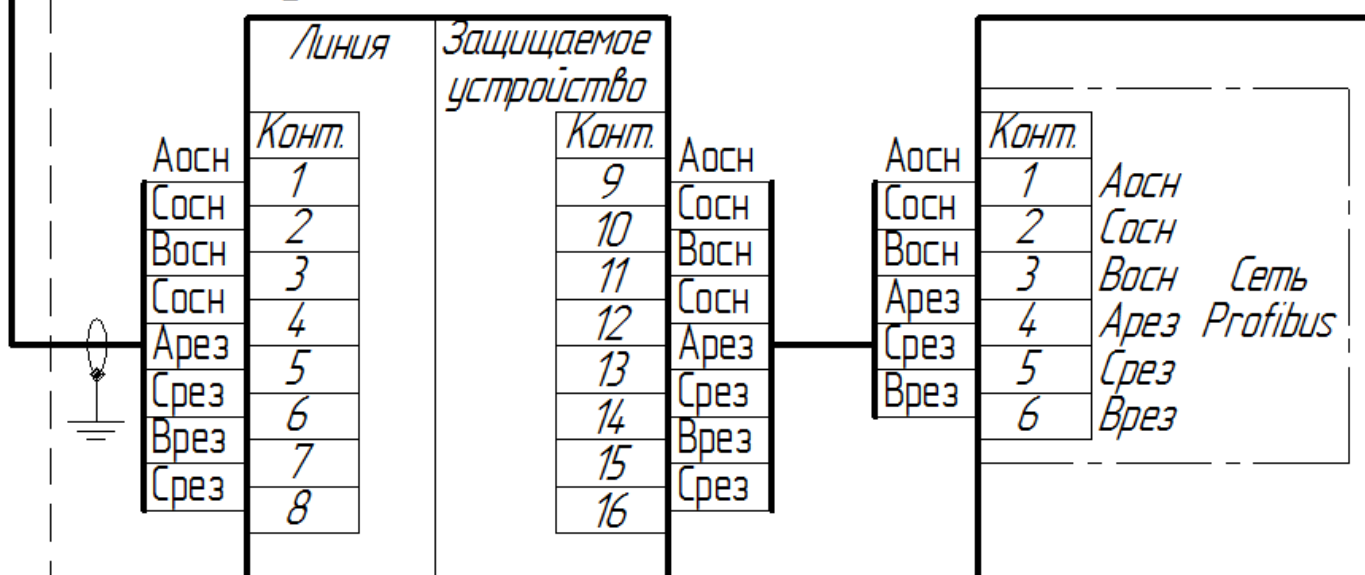 Линия
Защищаемое
устройство
Конт.
Конт.
Конт.
Аосн 1 9 Аосн Аосн 1 Аосн
Сосн 2 10 Сосн Сосн 2 Сосн
Восн 3 11 Восн Восн 3 Восн Сеть
Сосн 4 12 Сосн Арез 4 Арез Profibus
Арез 5 13 Арез Срез 5 Срез
Срез 6 14 Срез Врез 6 Врез
Врез 7 15 Врез
Срез 8 16 Срез